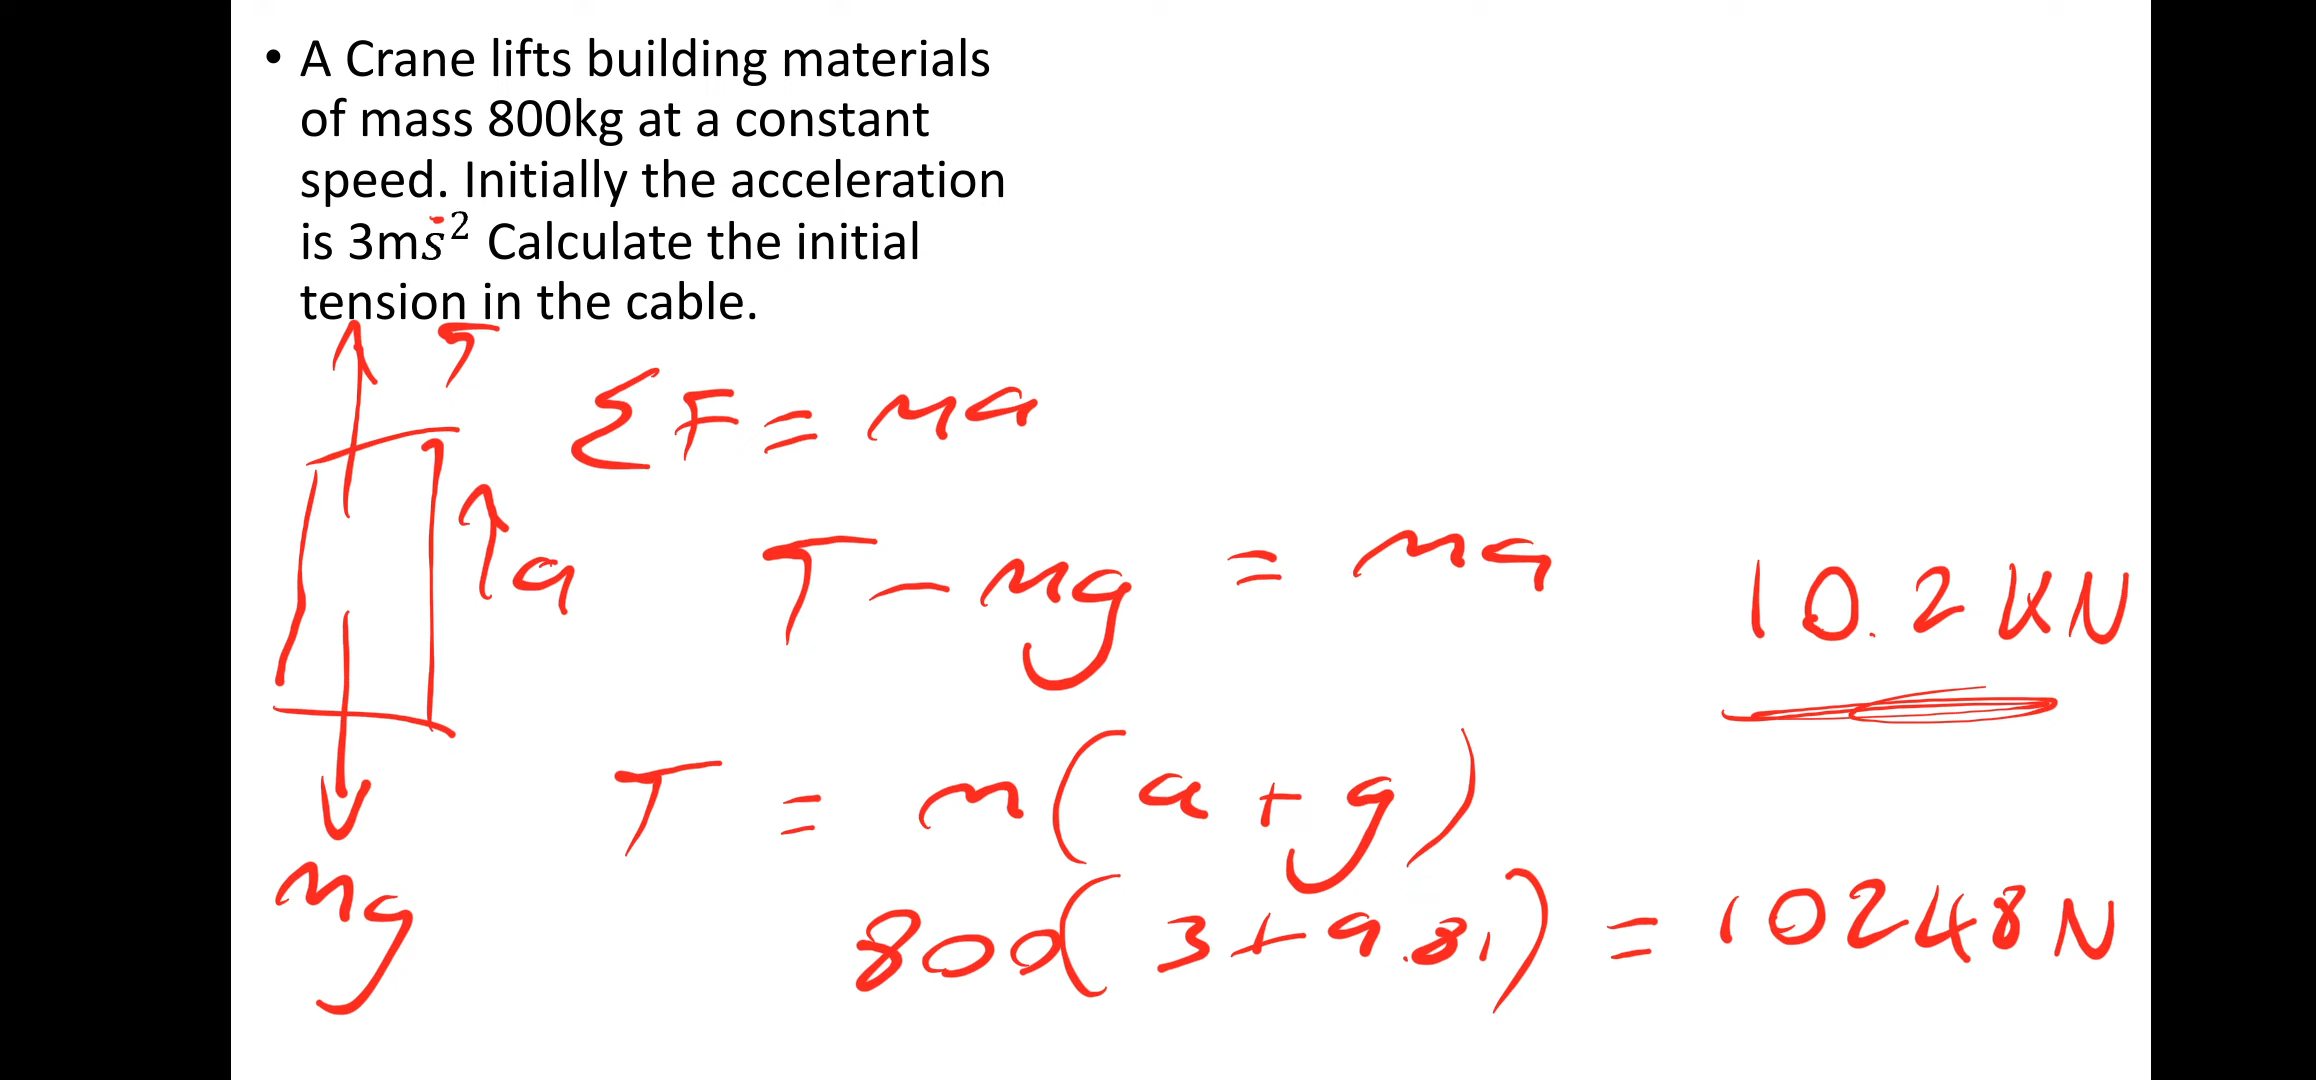 • A Crane lifts building materials
of mass 800kg at a constant
speed. Initially the acceleration
is 3ms⁻² Calculate the initial
tension in the cable.
T
ΣF = ma
a
T - mg = ma
10.2 kN
T = m(a + g)
mg
800(3 + 9.81) = 10248N